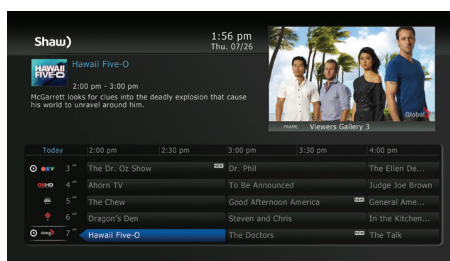 Shaw)
1:56 pm
Thu. 07/26
HAWAII
FIVE-O
Hawaii Five-O
2:00 pm - 3:00 pm
McGarrett looks for clues into the deadly explosion that cause
his world to unravel around him.
Global
Viewers Gallery 3
Today 2:00 pm 2:30 pm 3:00 pm 3:30 pm 4:00 pm
3 The Dr. Oz Show NEW Dr. Phil The Ellen De...
4 Ahorn TV To Be Announced Judge Joe Brown
5 The Chew Good Afternoon America NEW General Ame...
6 Dragon's Den Steven and Chris In the Kitchen...
7 Hawaii Five-O The Doctors NEW The Talk